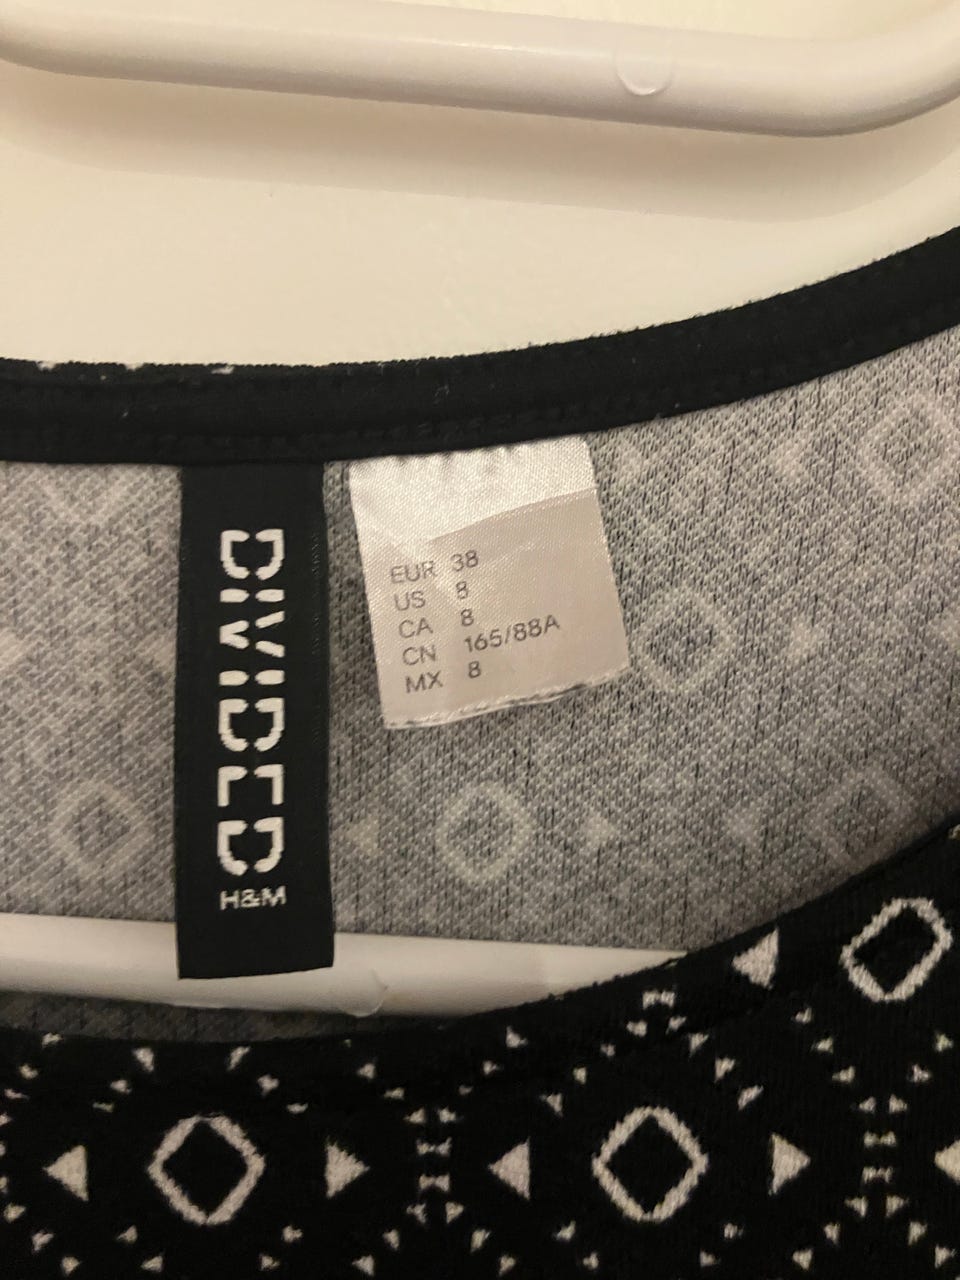 DIVIDED
H&M
EUR 38
US 8
CA 8
CN 165/88A
MX 8